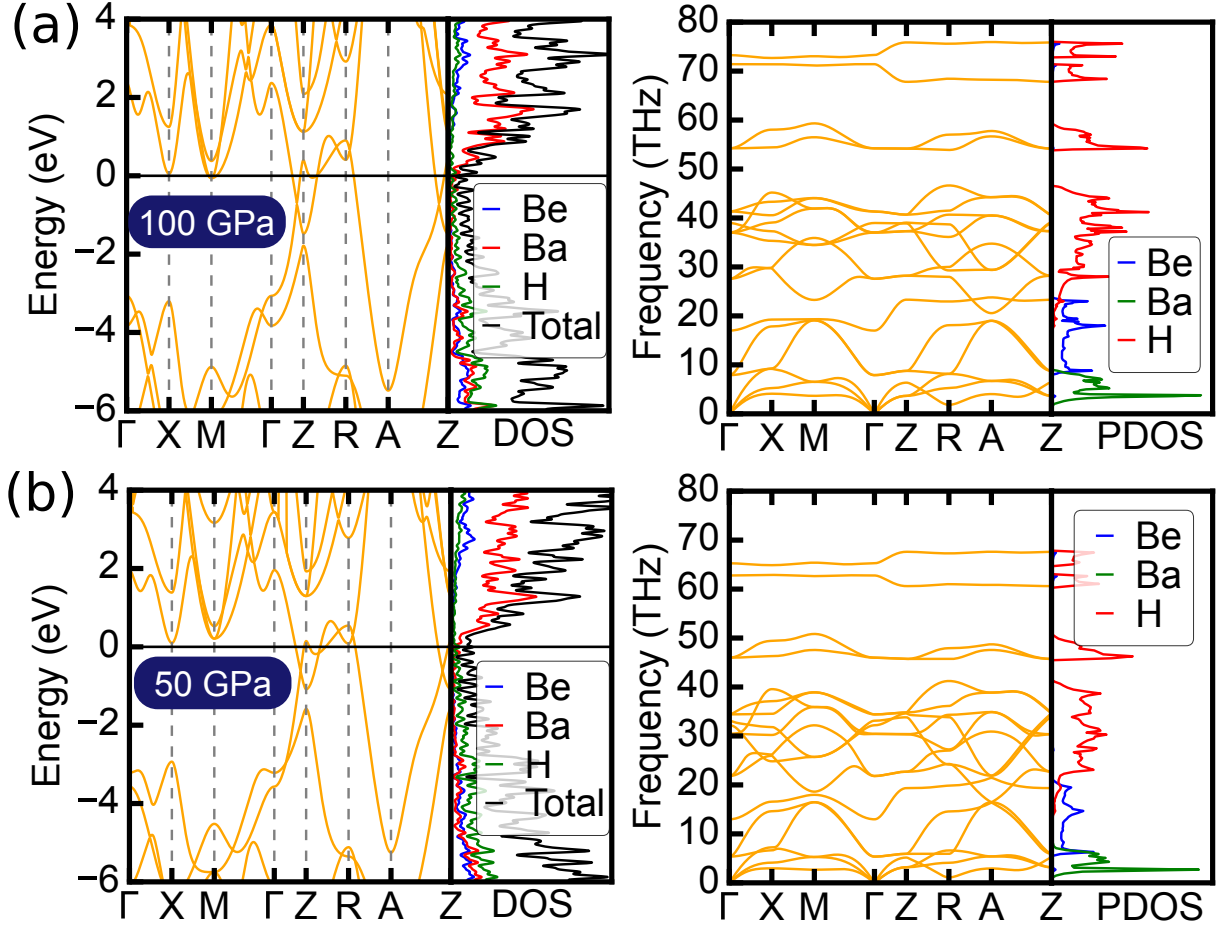 (a)
Energy (eV)
4
2
0
−2
−4
−6
100 GPa
Γ X M Γ Z R A Z DOS
Be
Ba
H
Total
Frequency (THz)
80
70
60
50
40
30
20
10
0
Γ X M Γ Z R A Z PDOS
Be
Ba
H
(b)
Energy (eV)
4
2
0
−2
−4
−6
50 GPa
Γ X M Γ Z R A Z DOS
Be
Ba
H
Total
Frequency (THz)
80
70
60
50
40
30
20
10
0
Γ X M Γ Z R A Z PDOS
Be
Ba
H